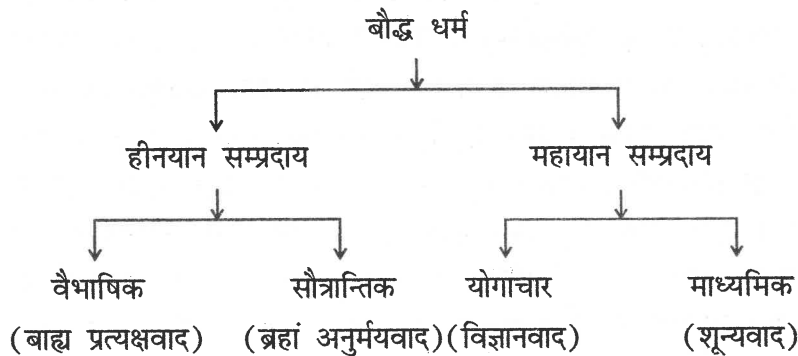 बौद्ध धर्म
हीनयान सम्प्रदाय महायान सम्प्रदाय
वैभाषिक सौत्रान्तिक योगाचार माध्यमिक
(बाह्य प्रत्यक्षवाद) (ब्रहां अनुर्मयवाद) (विज्ञानवाद) (शून्यवाद)